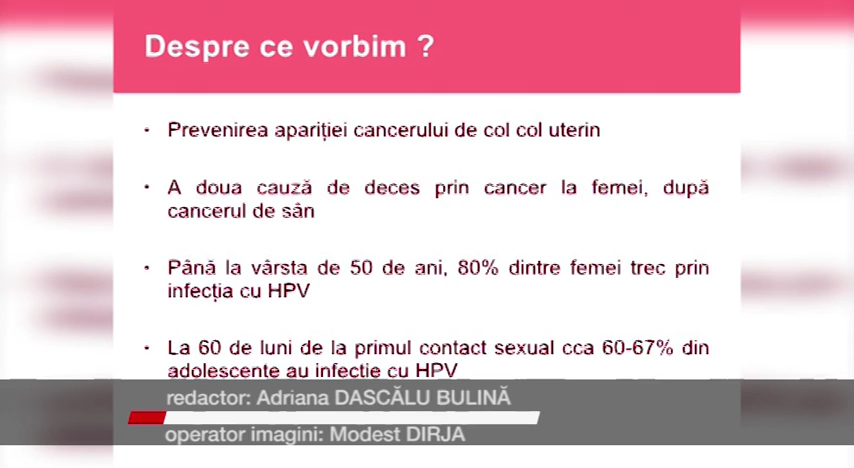 Despre ce vorbim ?
• Prevenirea apariției cancerului de col col uterin
• A doua cauză de deces prin cancer la femei, după
cancerul de sân
• Până la vârsta de 50 de ani, 80% dintre femei trec prin
infecția cu HPV
• La 60 de luni de la primul contact sexual cca 60-67% din
adolescente au infectie cu HPV
redactor: Adriana DASCĂLU BULINĂ
operator imagini: Modest DIRJA